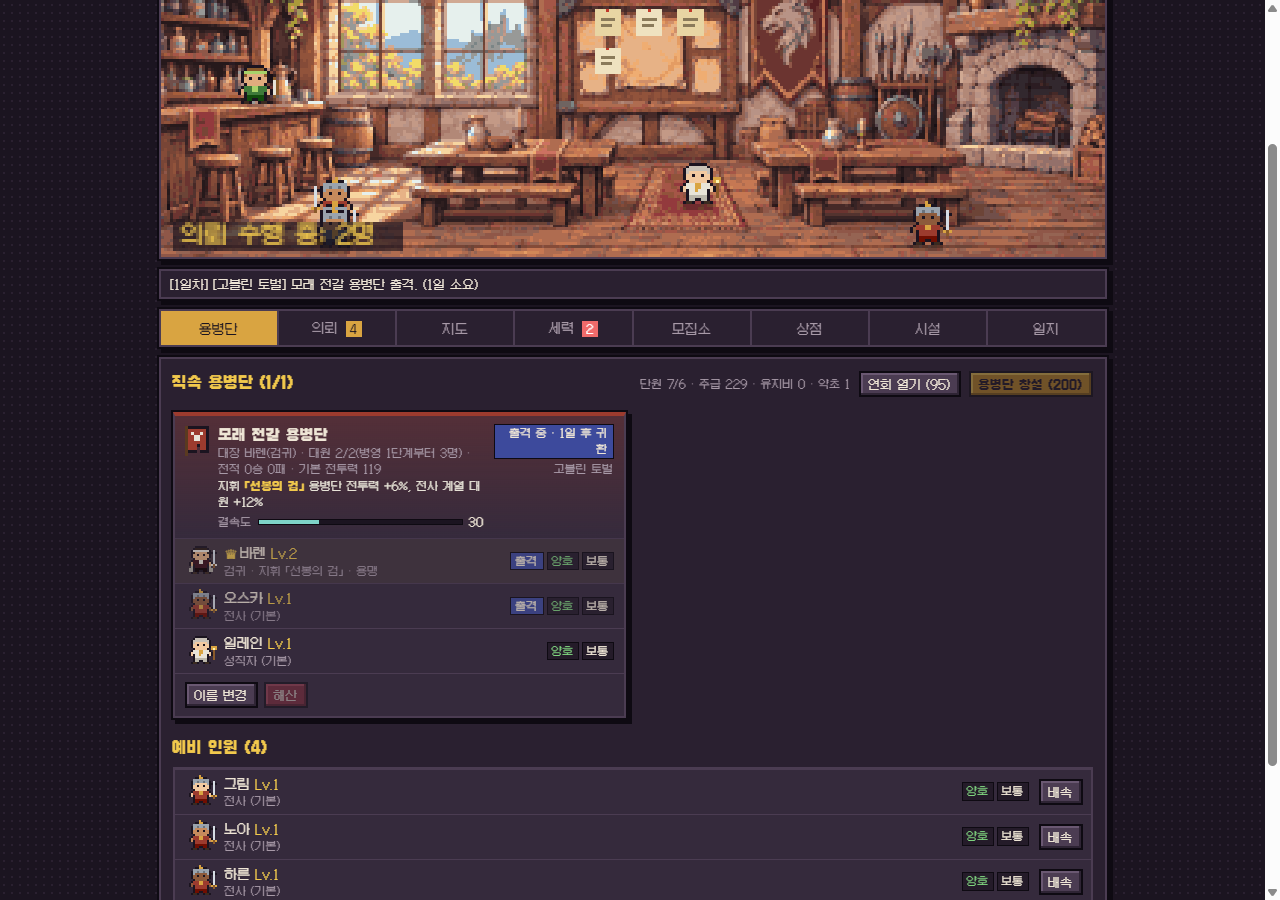 의뢰 수행 중: 2명
[1일차] [고블린 토벌] 모래 전갈 용병단 출격. (1일 소요)
용병단
의뢰 4
지도
세력 2
모집소
상점
시설
일지
직속 용병단 (1/1)
단원 7/6 · 주급 229 · 유지비 0 · 약초 1
연회 열기 (95)
용병단 창설 (200)
모래 전갈 용병단
출격 중 · 1일 후 귀환
대장 바렌(검귀) · 대원 2/2(병영 1단계부터 3명) ·
전적 0승 0패 · 기본 전투력 119
고블린 토벌
지휘 「선봉의 검」 용병단 전투력 +6%, 전사 계열 대
원 +12%
결속도 30
바렌 Lv.2
검귀 · 지휘 「선봉의 검」 · 용맹
출격 양호 보통
오스카 Lv.1
전사 (기본)
출격 양호 보통
일레인 Lv.1
성직자 (기본)
양호 보통
이름 변경
해산
예비 인원 (4)
그림 Lv.1
전사 (기본)
양호 보통 배속
노아 Lv.1
전사 (기본)
양호 보통 배속
하른 Lv.1
전사 (기본)
양호 보통 배속